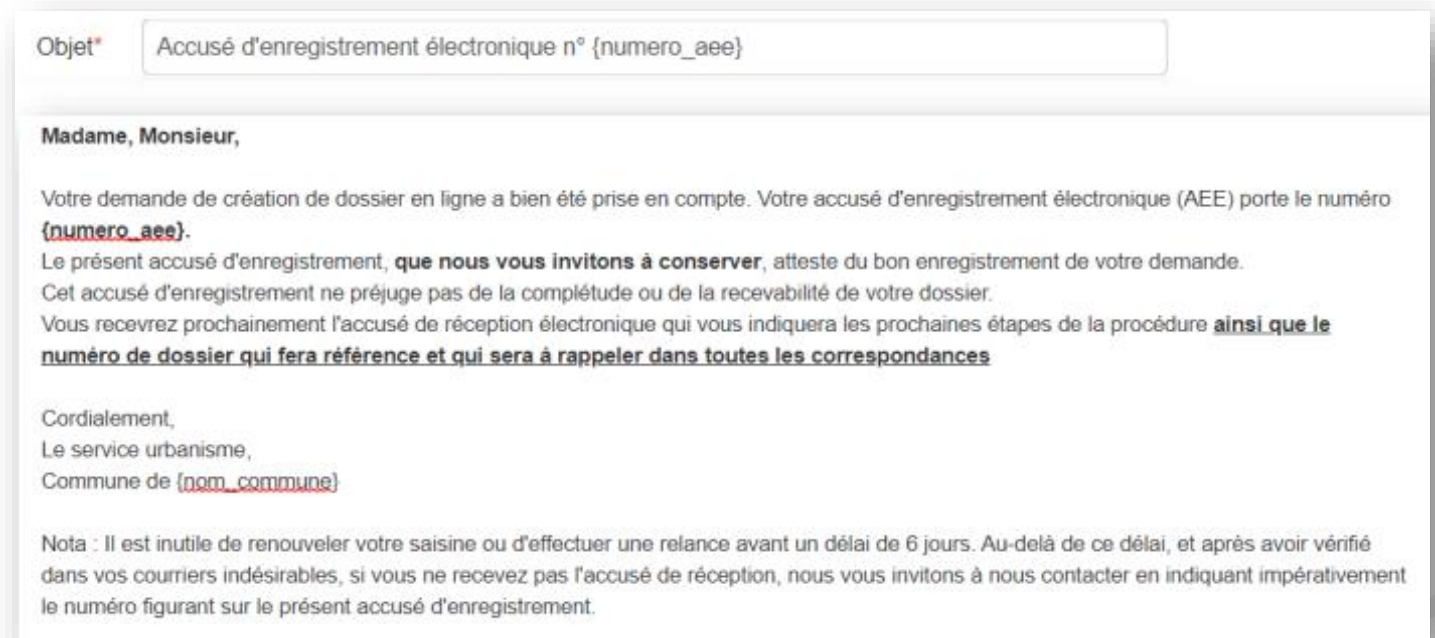 Objet* Accusé d'enregistrement électronique n° {numero_aee}
Madame, Monsieur,
Votre demande de création de dossier en ligne a bien été prise en compte. Votre accusé d'enregistrement électronique (AEE) porte le numéro
{numero_aee}.
Le présent accusé d'enregistrement, que nous vous invitons à conserver, atteste du bon enregistrement de votre demande.
Cet accusé d'enregistrement ne préjuge pas de la complétude ou de la recevabilité de votre dossier.
Vous recevrez prochainement l'accusé de réception électronique qui vous indiquera les prochaines étapes de la procédure ainsi que le
numéro de dossier qui fera référence et qui sera à rappeler dans toutes les correspondances
Cordialement,
Le service urbanisme,
Commune de {nom_commune}
Nota : Il est inutile de renouveler votre saisine ou d'effectuer une relance avant un délai de 6 jours. Au-delà de ce délai, et après avoir vérifié
dans vos courriers indésirables, si vous ne recevez pas l'accusé de réception, nous vous invitons à nous contacter en indiquant impérativement
le numéro figurant sur le présent accusé d'enregistrement.